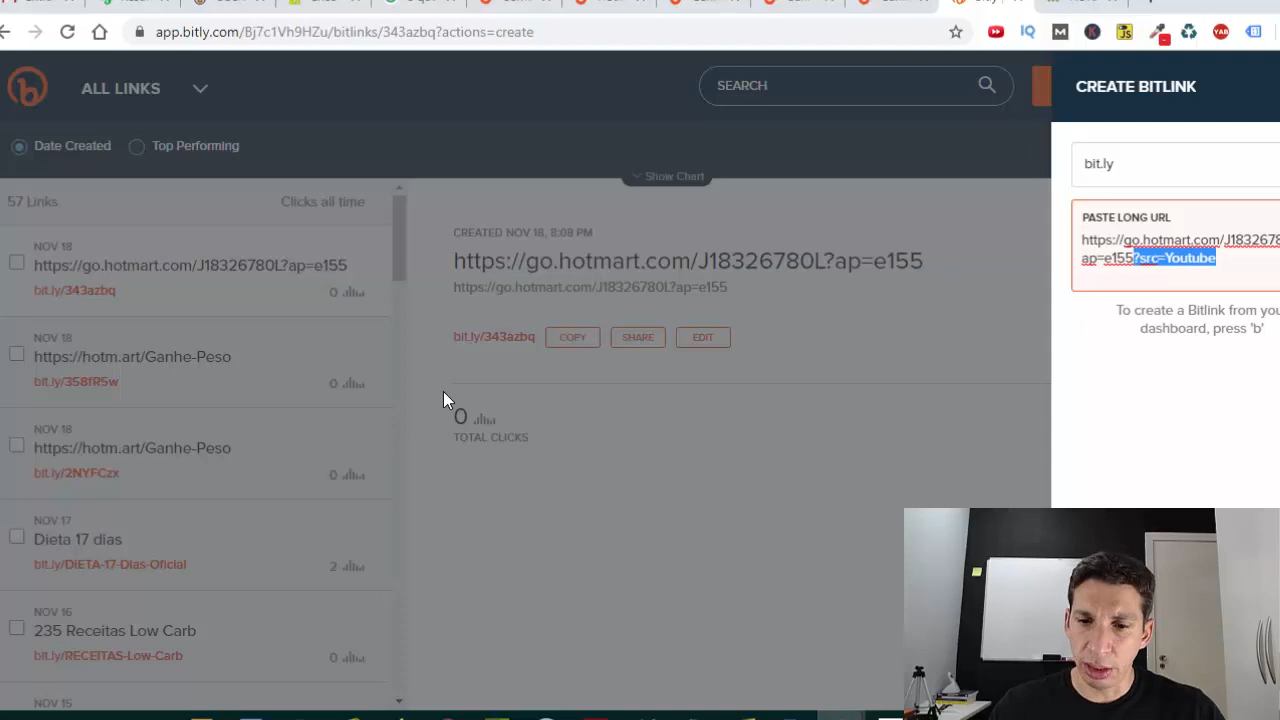 app.bitly.com/Bj7c1Vh9HZu/bitlinks/343azbq?actions=create
ALL LINKS
SEARCH
CREATE BITLINK
Date Created
Top Performing
bit.ly
Show Chart
57 Links
Clicks all time
PASTE LONG URL
https://go.hotmart.com/J18326780
ap=e155?src=Youtube
To create a Bitlink from you
dashboard, press 'b'
CREATED NOV 18, 8:08 PM
https://go.hotmart.com/J18326780L?ap=e155
https://go.hotmart.com/J18326780L?ap=e155
bit.ly/343azbq
COPY
SHARE
EDIT
0
TOTAL CLICKS
NOV 18
https://go.hotmart.com/J18326780L?ap=e155
bit.ly/343azbq
0
NOV 18
https://hotm.art/Ganhe-Peso
bit.ly/358fR5w
0
NOV 18
https://hotm.art/Ganhe-Peso
bit.ly/2NYFCzx
0
NOV 17
Dieta 17 dias
bit.ly/DIETA-17-Dias-Oficial
2
NOV 16
235 Receitas Low Carb
bit.ly/RECEITAS-Low-Carb
0
NOV 15